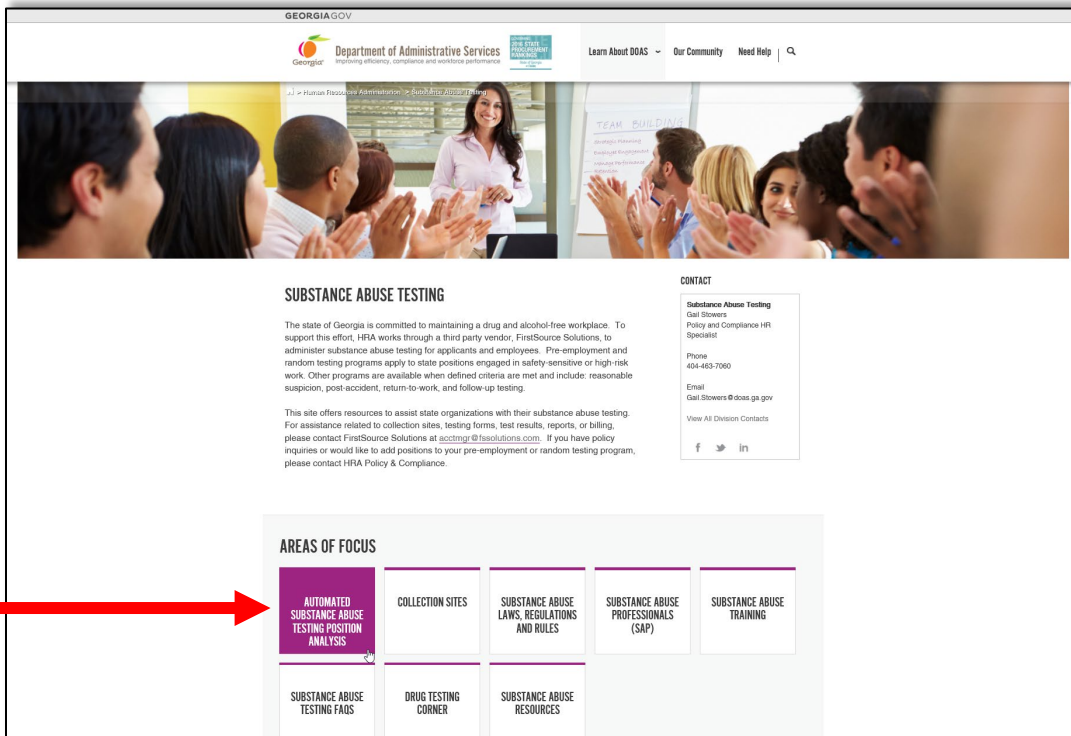 GEORGIAGOV
Georgia
Department of Administrative Services
Improving efficiency, compliance and workforce performance
2016 STATE
PROCUREMENT
RANKINGS
Learn About DOAS
Our Community
Need Help
> Human Resources Administration > Substance Abuse Testing
TEAM BUILDING
Strategic Planning
Employee Engagement
Manage Performance
SUBSTANCE ABUSE TESTING
The state of Georgia is committed to maintaining a drug and alcohol-free workplace. To
support this effort, HRA works through a third party vendor, FirstSource Solutions, to
administer substance abuse testing for applicants and employees. Pre-employment and
random testing programs apply to state positions engaged in safety-sensitive or high-risk
work. Other programs are available when defined criteria are met and include: reasonable
suspicion, post-accident, return-to-work, and follow-up testing.
This site offers resources to assist state organizations with their substance abuse testing.
For assistance related to collection sites, testing forms, test results, reports, or billing,
please contact FirstSource Solutions at acctmgr@fssolutions.com. If you have policy
inquiries or would like to add positions to your pre-employment or random testing program,
please contact HRA Policy & Compliance.
CONTACT
Substance Abuse Testing
Gail Stowers
Policy and Compliance HR
Specialist
Phone
404-463-7060
Email
Gail.Stowers@doas.ga.gov
View All Division Contacts
AREAS OF FOCUS
AUTOMATED
SUBSTANCE ABUSE
TESTING POSITION
ANALYSIS
COLLECTION SITES
SUBSTANCE ABUSE
LAWS, REGULATIONS
AND RULES
SUBSTANCE ABUSE
PROFESSIONALS
(SAP)
SUBSTANCE ABUSE
TRAINING
SUBSTANCE ABUSE
TESTING FAQS
DRUG TESTING
CORNER
SUBSTANCE ABUSE
RESOURCES